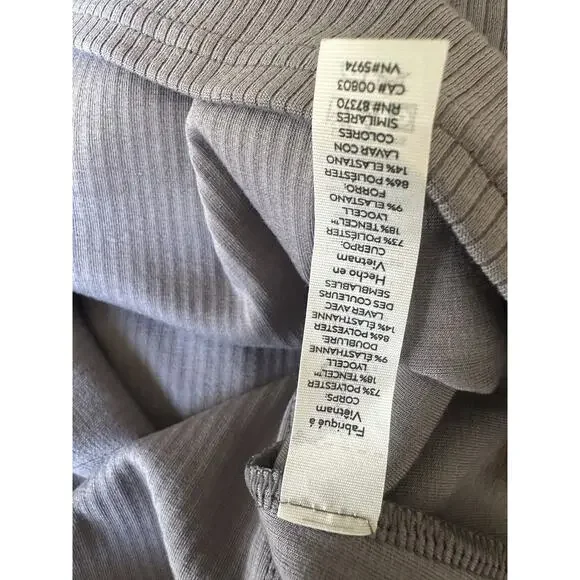 Fabriqué á
Viêtnam
CORPS:
73% POLYESTER
18% TENCEL™
LYOCELL
9% ÉLASTHANNE
DOUBLURE:
86% POLYESTER
14% ÉLASTHANNE
LAVER AVEC
DES COULEURS
SEMBLABLES
Hecho en
Vietnam
CUERPO:
73% POLIÉSTER
18% TENCEL™
LYOCELL
9% ELASTANO
FORRO:
86% POLIÉSTER
14% ELASTANO
LAVAR CON
COLORES
SIMILARES
RN# 87370
CA# 00803
VN#5974